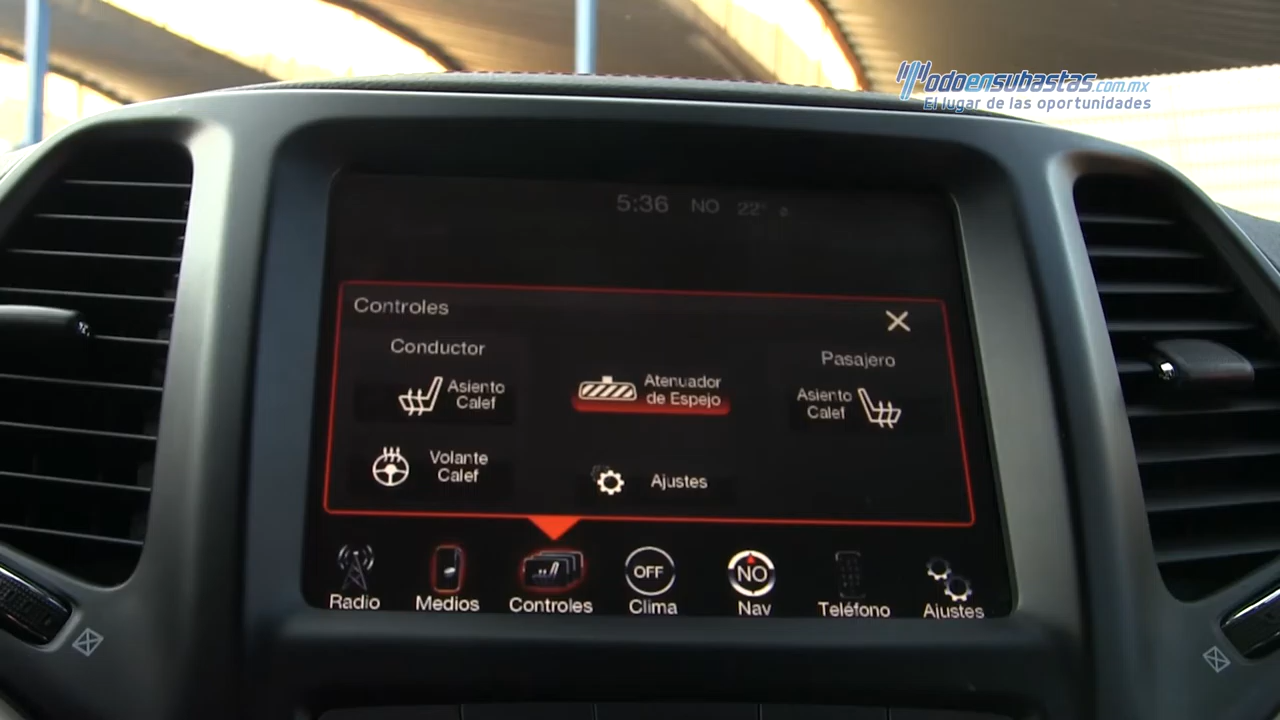 Modoensubastas.com.mx
El lugar de las oportunidades
5:36 NO 22°
Controles
Conductor
Asiento
Calef
Atenuador
de Espejo
Pasajero
Asiento
Calef
Volante
Calef
Ajustes
OFF
NO
Radio Medios Controles Clima Nav Teléfono Ajustes